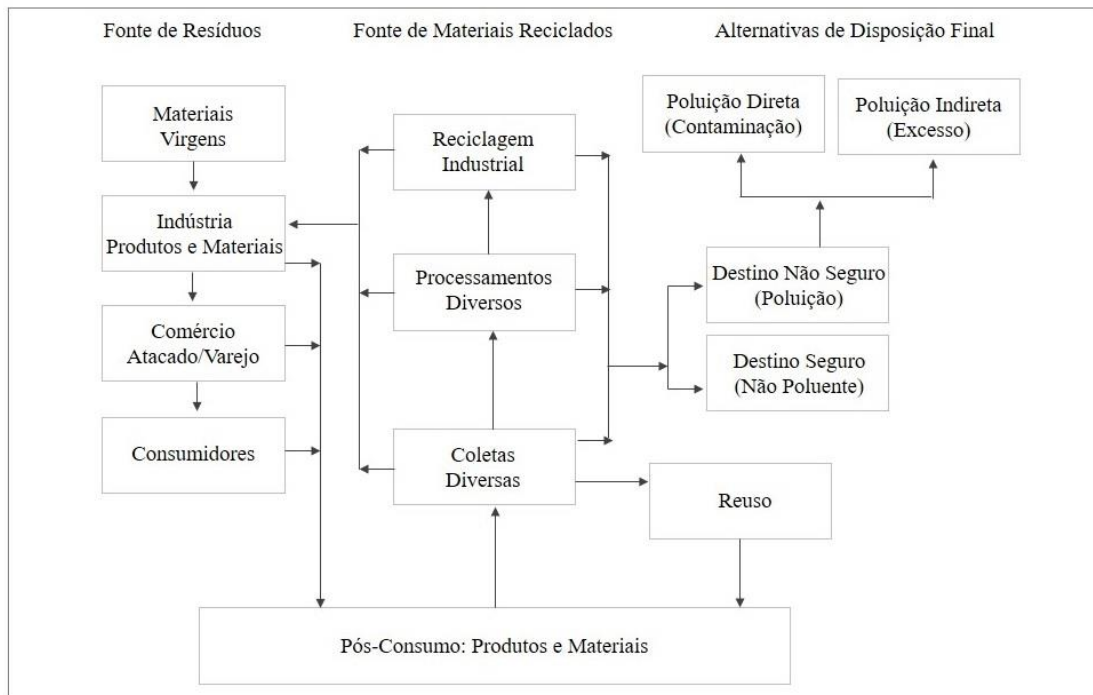 Fonte de Resíduos
Fonte de Materiais Reciclados
Alternativas de Disposição Final
Materiais
Virgens
Indústria
Produtos e Materiais
Comércio
Atacado/Varejo
Consumidores
Reciclagem
Industrial
Processamentos
Diversos
Coletas
Diversas
Poluição Direta
(Contaminação)
Poluição Indireta
(Excesso)
Destino Não Seguro
(Poluição)
Destino Seguro
(Não Poluente)
Reuso
Pós-Consumo: Produtos e Materiais